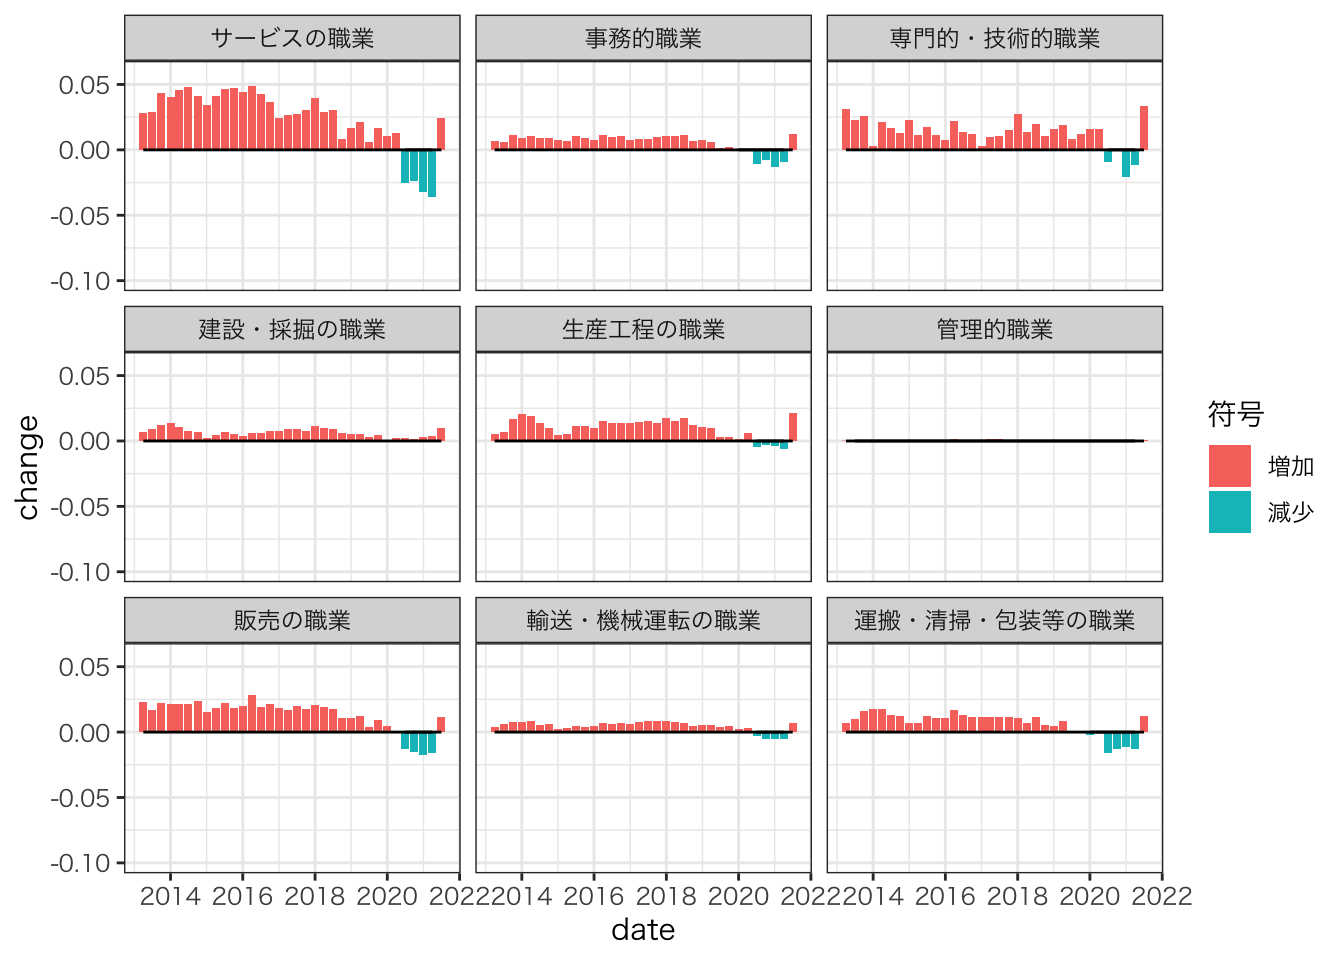 サービスの職業 事務的職業 専門的・技術的職業
0.05
0.00
-0.05
-0.10
建設・採掘の職業 生産工程の職業 管理的職業
0.05
0.00
-0.05
-0.10
販売の職業 輸送・機械運転の職業 運搬・清掃・包装等の職業
0.05
0.00
-0.05
-0.10
2014 2016 2018 2020 2022 2014 2016 2018 2020 2022 2014 2016 2018 2020 2022
date
change
符号
増加
減少